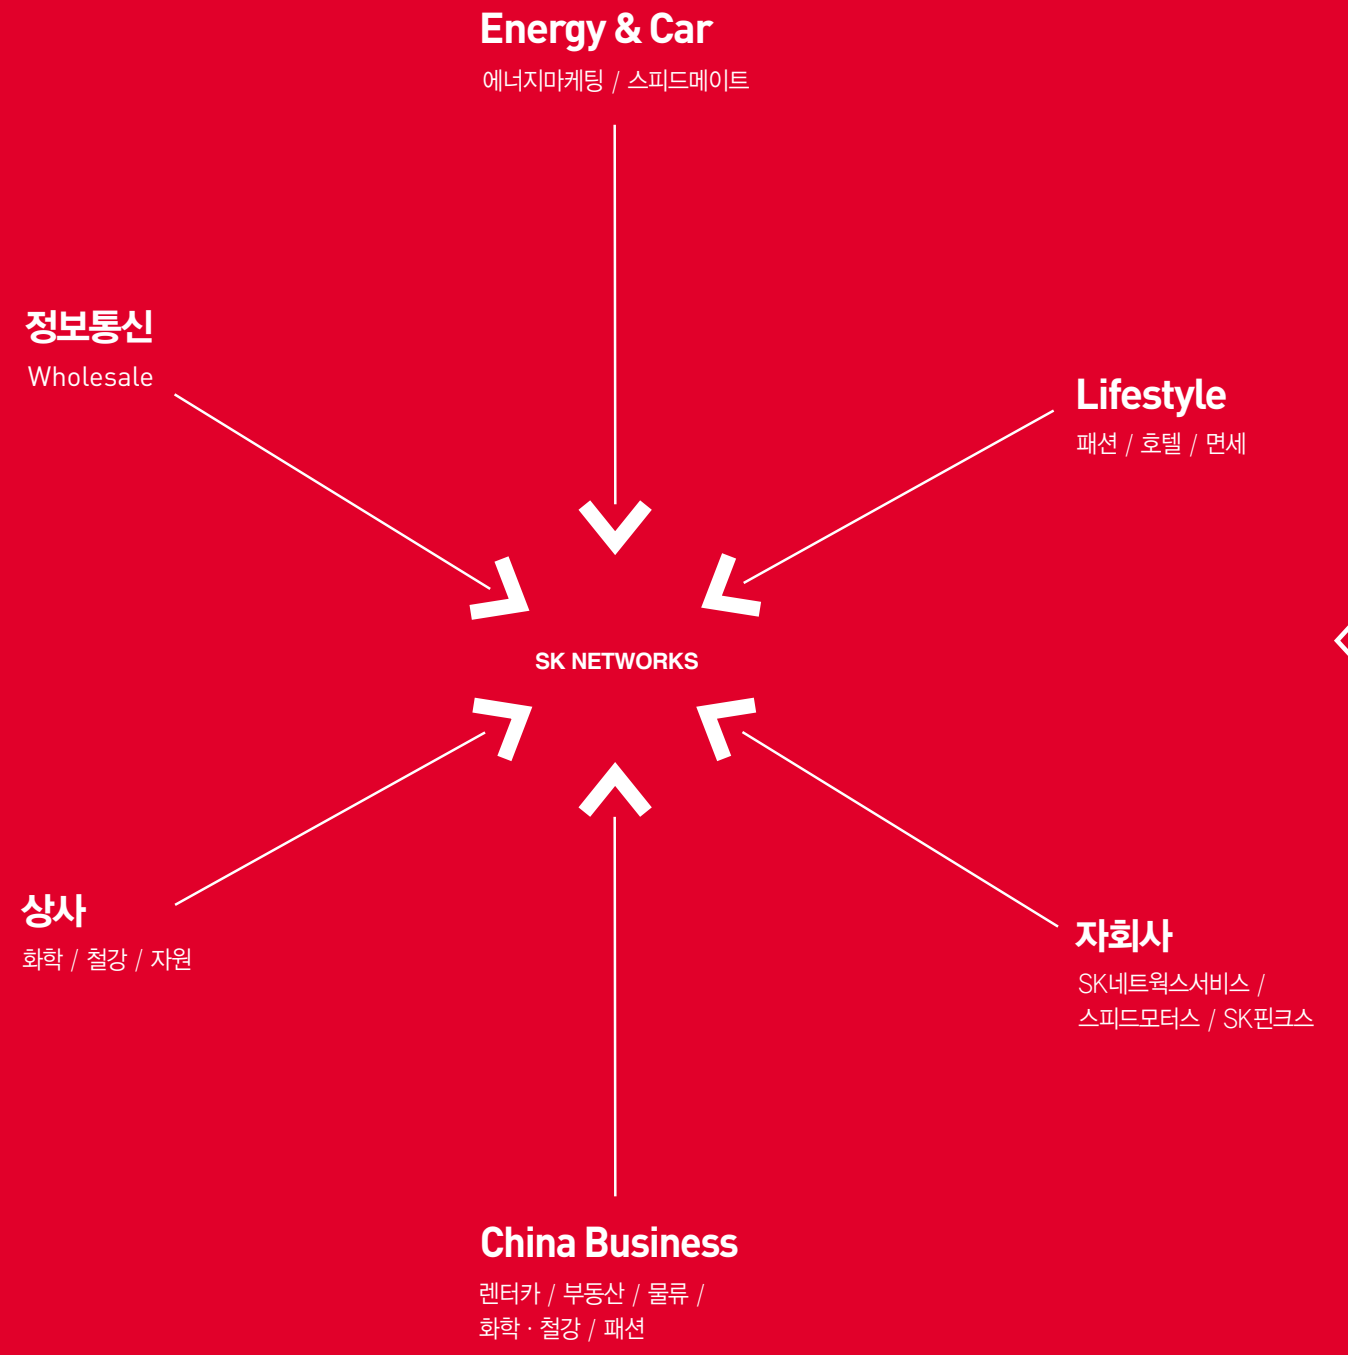 Energy & Car
에너지마케팅 / 스피드메이트
정보통신
Wholesale
Lifestyle
패션 / 호텔 / 면세
SK NETWORKS
상사
화학 / 철강 / 자원
자회사
SK네트웍스서비스 /
스피드모터스 / SK핀크스
China Business
렌터카 / 부동산 / 물류 /
화학 · 철강 / 패션